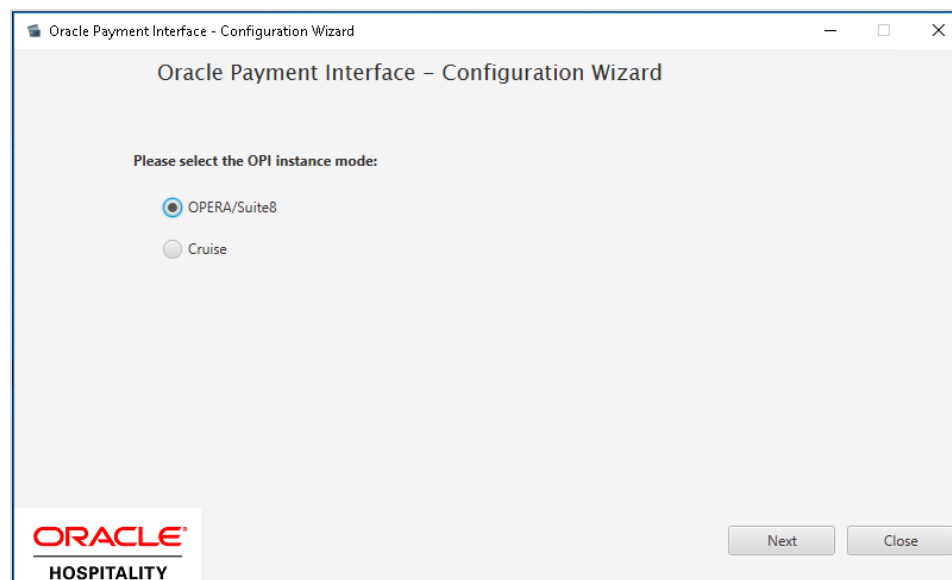 Oracle Payment Interface - Configuration Wizard
Oracle Payment Interface – Configuration Wizard
Please select the OPI instance mode:
OPERA/Suite8
Cruise
Next Close
ORACLE®
HOSPITALITY